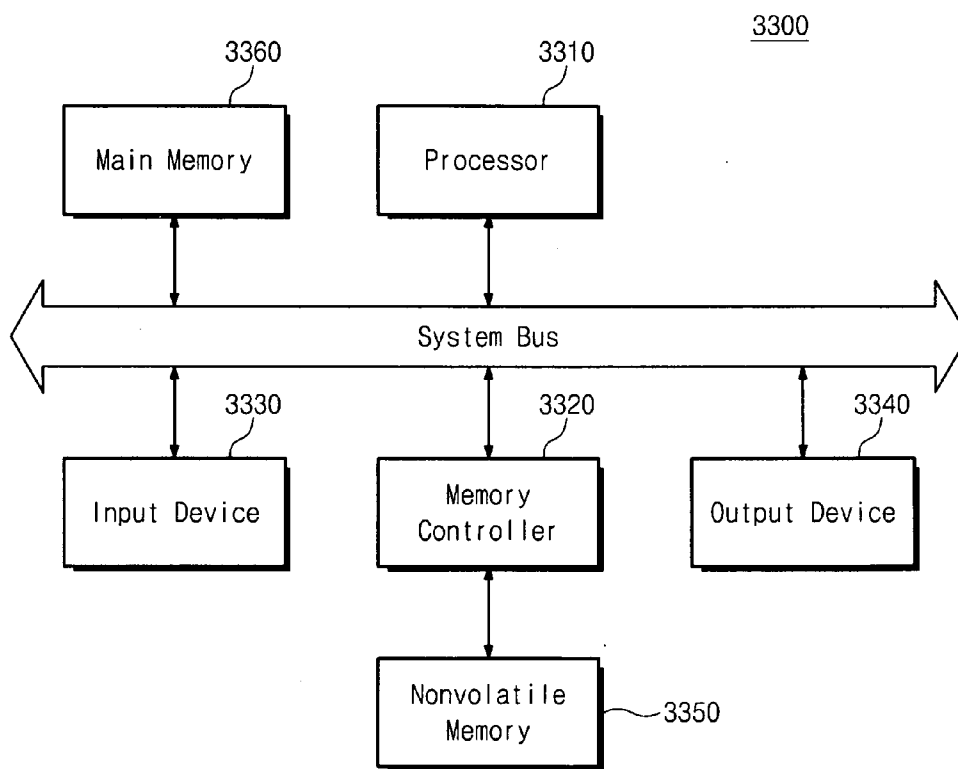 3300
3360
3310
Main Memory
Processor
System Bus
3330
3320
3340
Input Device
Memory
Controller
Output Device
Nonvolatile
Memory
3350